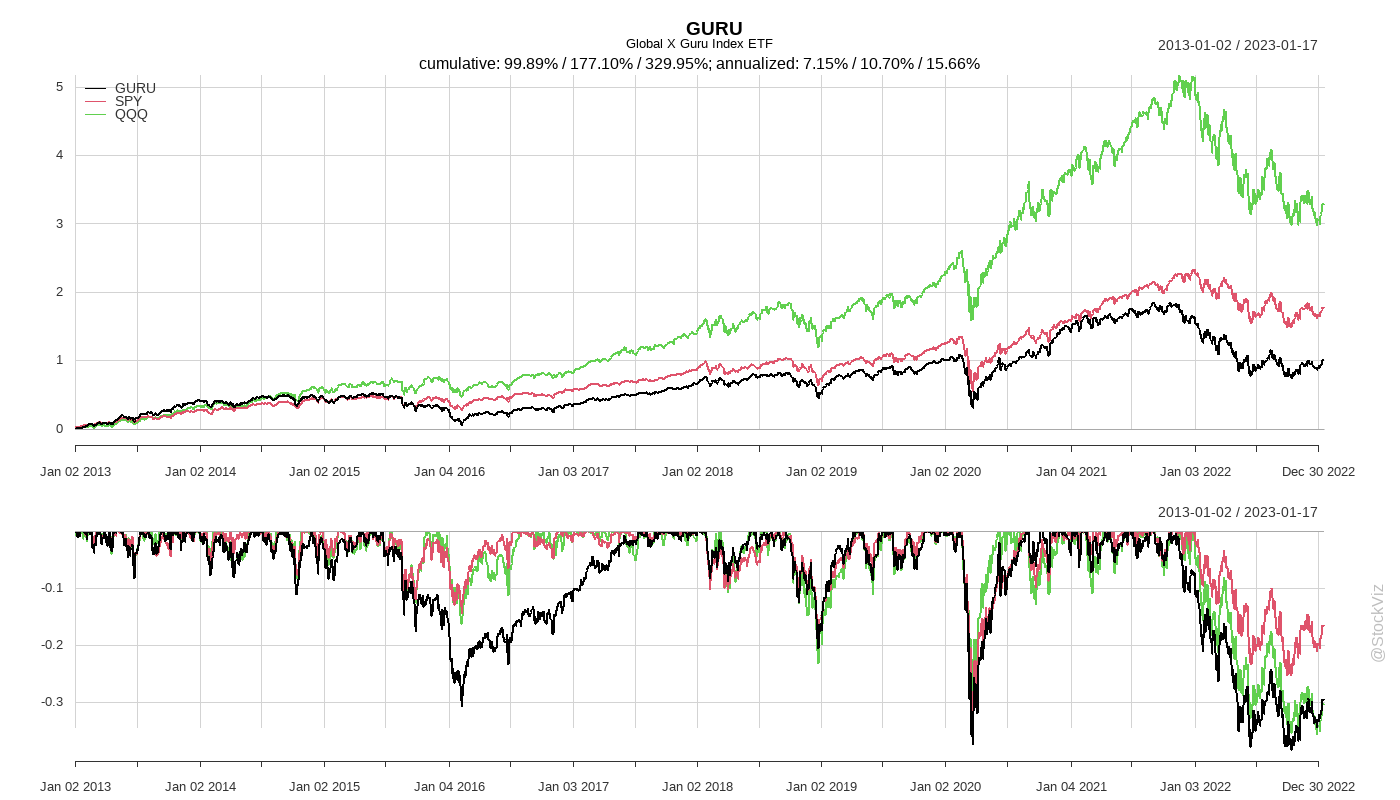 GURU
Global X Guru Index ETF
2013-01-02 / 2023-01-17
cumulative: 99.89% / 177.10% / 329.95%; annualized: 7.15% / 10.70% / 15.66%
GURU
SPY
QQQ
5
4
3
2
1
0
Jan 02 2013 Jan 02 2014 Jan 02 2015 Jan 04 2016 Jan 03 2017 Jan 02 2018 Jan 02 2019 Jan 02 2020 Jan 04 2021 Jan 03 2022 Dec 30 2022
2013-01-02 / 2023-01-17
-0.1
-0.2
-0.3
Jan 02 2013 Jan 02 2014 Jan 02 2015 Jan 04 2016 Jan 03 2017 Jan 02 2018 Jan 02 2019 Jan 02 2020 Jan 04 2021 Jan 03 2022 Dec 30 2022
@StockViz